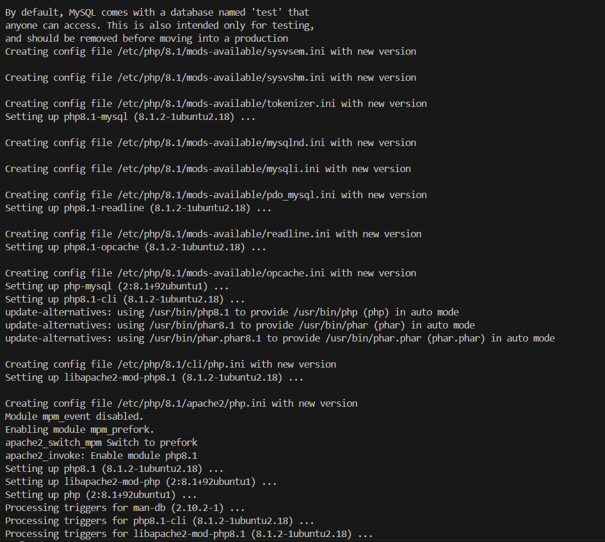 By default, MySQL comes with a database named 'test' that
anyone can access. This is also intended only for testing,
and should be removed before moving into a production
Creating config file /etc/php/8.1/mods-available/sysvsem.ini with new version
Creating config file /etc/php/8.1/mods-available/sysvshm.ini with new version
Creating config file /etc/php/8.1/mods-available/tokenizer.ini with new version
Setting up php8.1-mysql (8.1.2-1ubuntu2.18) ...
Creating config file /etc/php/8.1/mods-available/mysqlnd.ini with new version
Creating config file /etc/php/8.1/mods-available/mysqli.ini with new version
Creating config file /etc/php/8.1/mods-available/pdo_mysql.ini with new version
Setting up php8.1-readline (8.1.2-1ubuntu2.18) ...
Creating config file /etc/php/8.1/mods-available/readline.ini with new version
Setting up php8.1-opcache (8.1.2-1ubuntu2.18) ...
Creating config file /etc/php/8.1/mods-available/opcache.ini with new version
Setting up php-mysql (2:8.1+92ubuntu1) ...
Setting up php8.1-cli (8.1.2-1ubuntu2.18) ...
update-alternatives: using /usr/bin/php8.1 to provide /usr/bin/php (php) in auto mode
update-alternatives: using /usr/bin/phar8.1 to provide /usr/bin/phar (phar) in auto mode
update-alternatives: using /usr/bin/phar.phar8.1 to provide /usr/bin/phar.phar (phar.phar) in auto mode
Creating config file /etc/php/8.1/cli/php.ini with new version
Setting up libapache2-mod-php8.1 (8.1.2-1ubuntu2.18) ...
Creating config file /etc/php/8.1/apache2/php.ini with new version
Module mpm_event disabled.
Enabling module mpm_prefork.
apache2_switch_mpm Switch to prefork
apache2_invoke: Enable module php8.1
Setting up php8.1 (8.1.2-1ubuntu2.18) ...
Setting up libapache2-mod-php (2:8.1+92ubuntu1) ...
Setting up php (2:8.1+92ubuntu1) ...
Processing triggers for man-db (2.10.2-1) ...
Processing triggers for php8.1-cli (8.1.2-1ubuntu2.18) ...
Processing triggers for libapache2-mod-php8.1 (8.1.2-1ubuntu2.18) ...